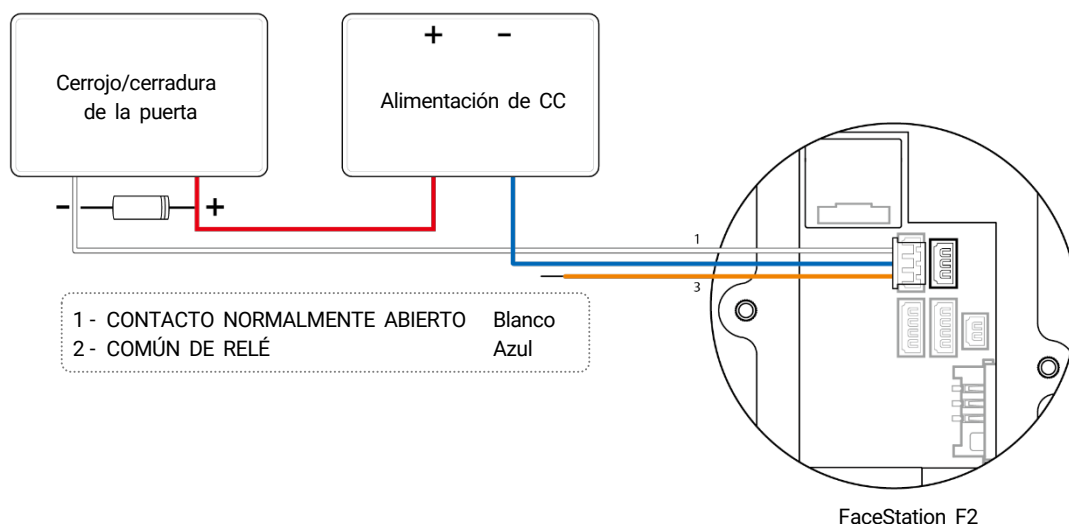 Cerrojo/cerradura
de la puerta
+ -
Alimentación de CC
- +
1
3
1 - CONTACTO NORMALMENTE ABIERTO Blanco
2 - COMÚN DE RELÉ Azul
FaceStation F2